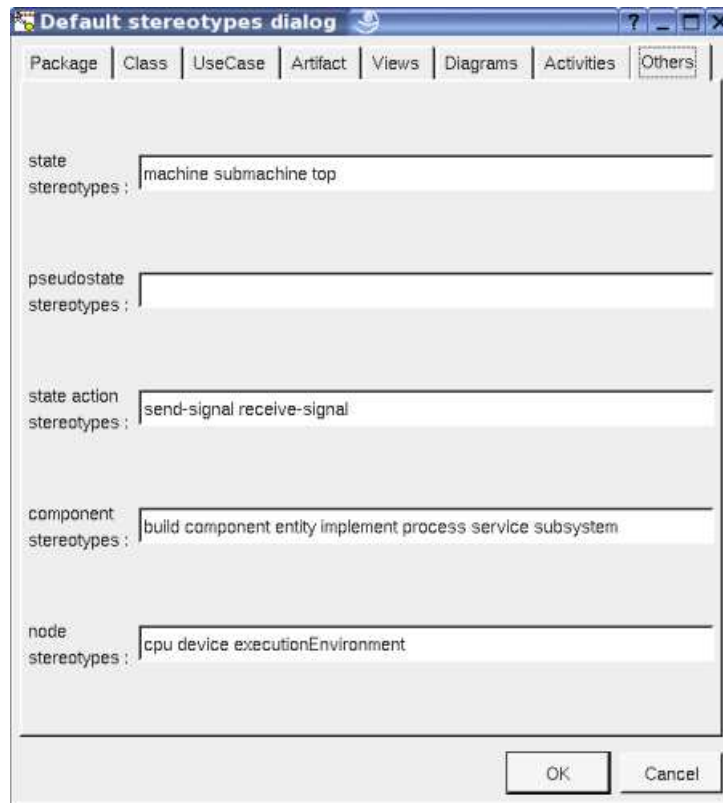 Default stereotypes dialog ? _
Package Class UseCase Artifact Views Diagrams Activities Others
state
stereotypes :
machine submachine top
pseudostate
stereotypes :
state action
stereotypes :
send-signal receive-signal
component
stereotypes :
build component entity implement process service subsystem
node
stereotypes :
cpu device executionEnvironment
OK Cancel